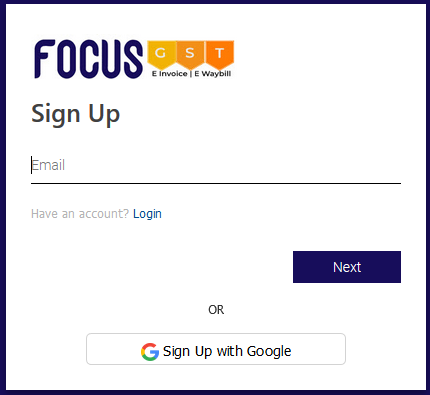 FOCUS GST
E Invoice | E Waybill
Sign Up
Email
Have an account? Login
Next
OR
Sign Up with Google